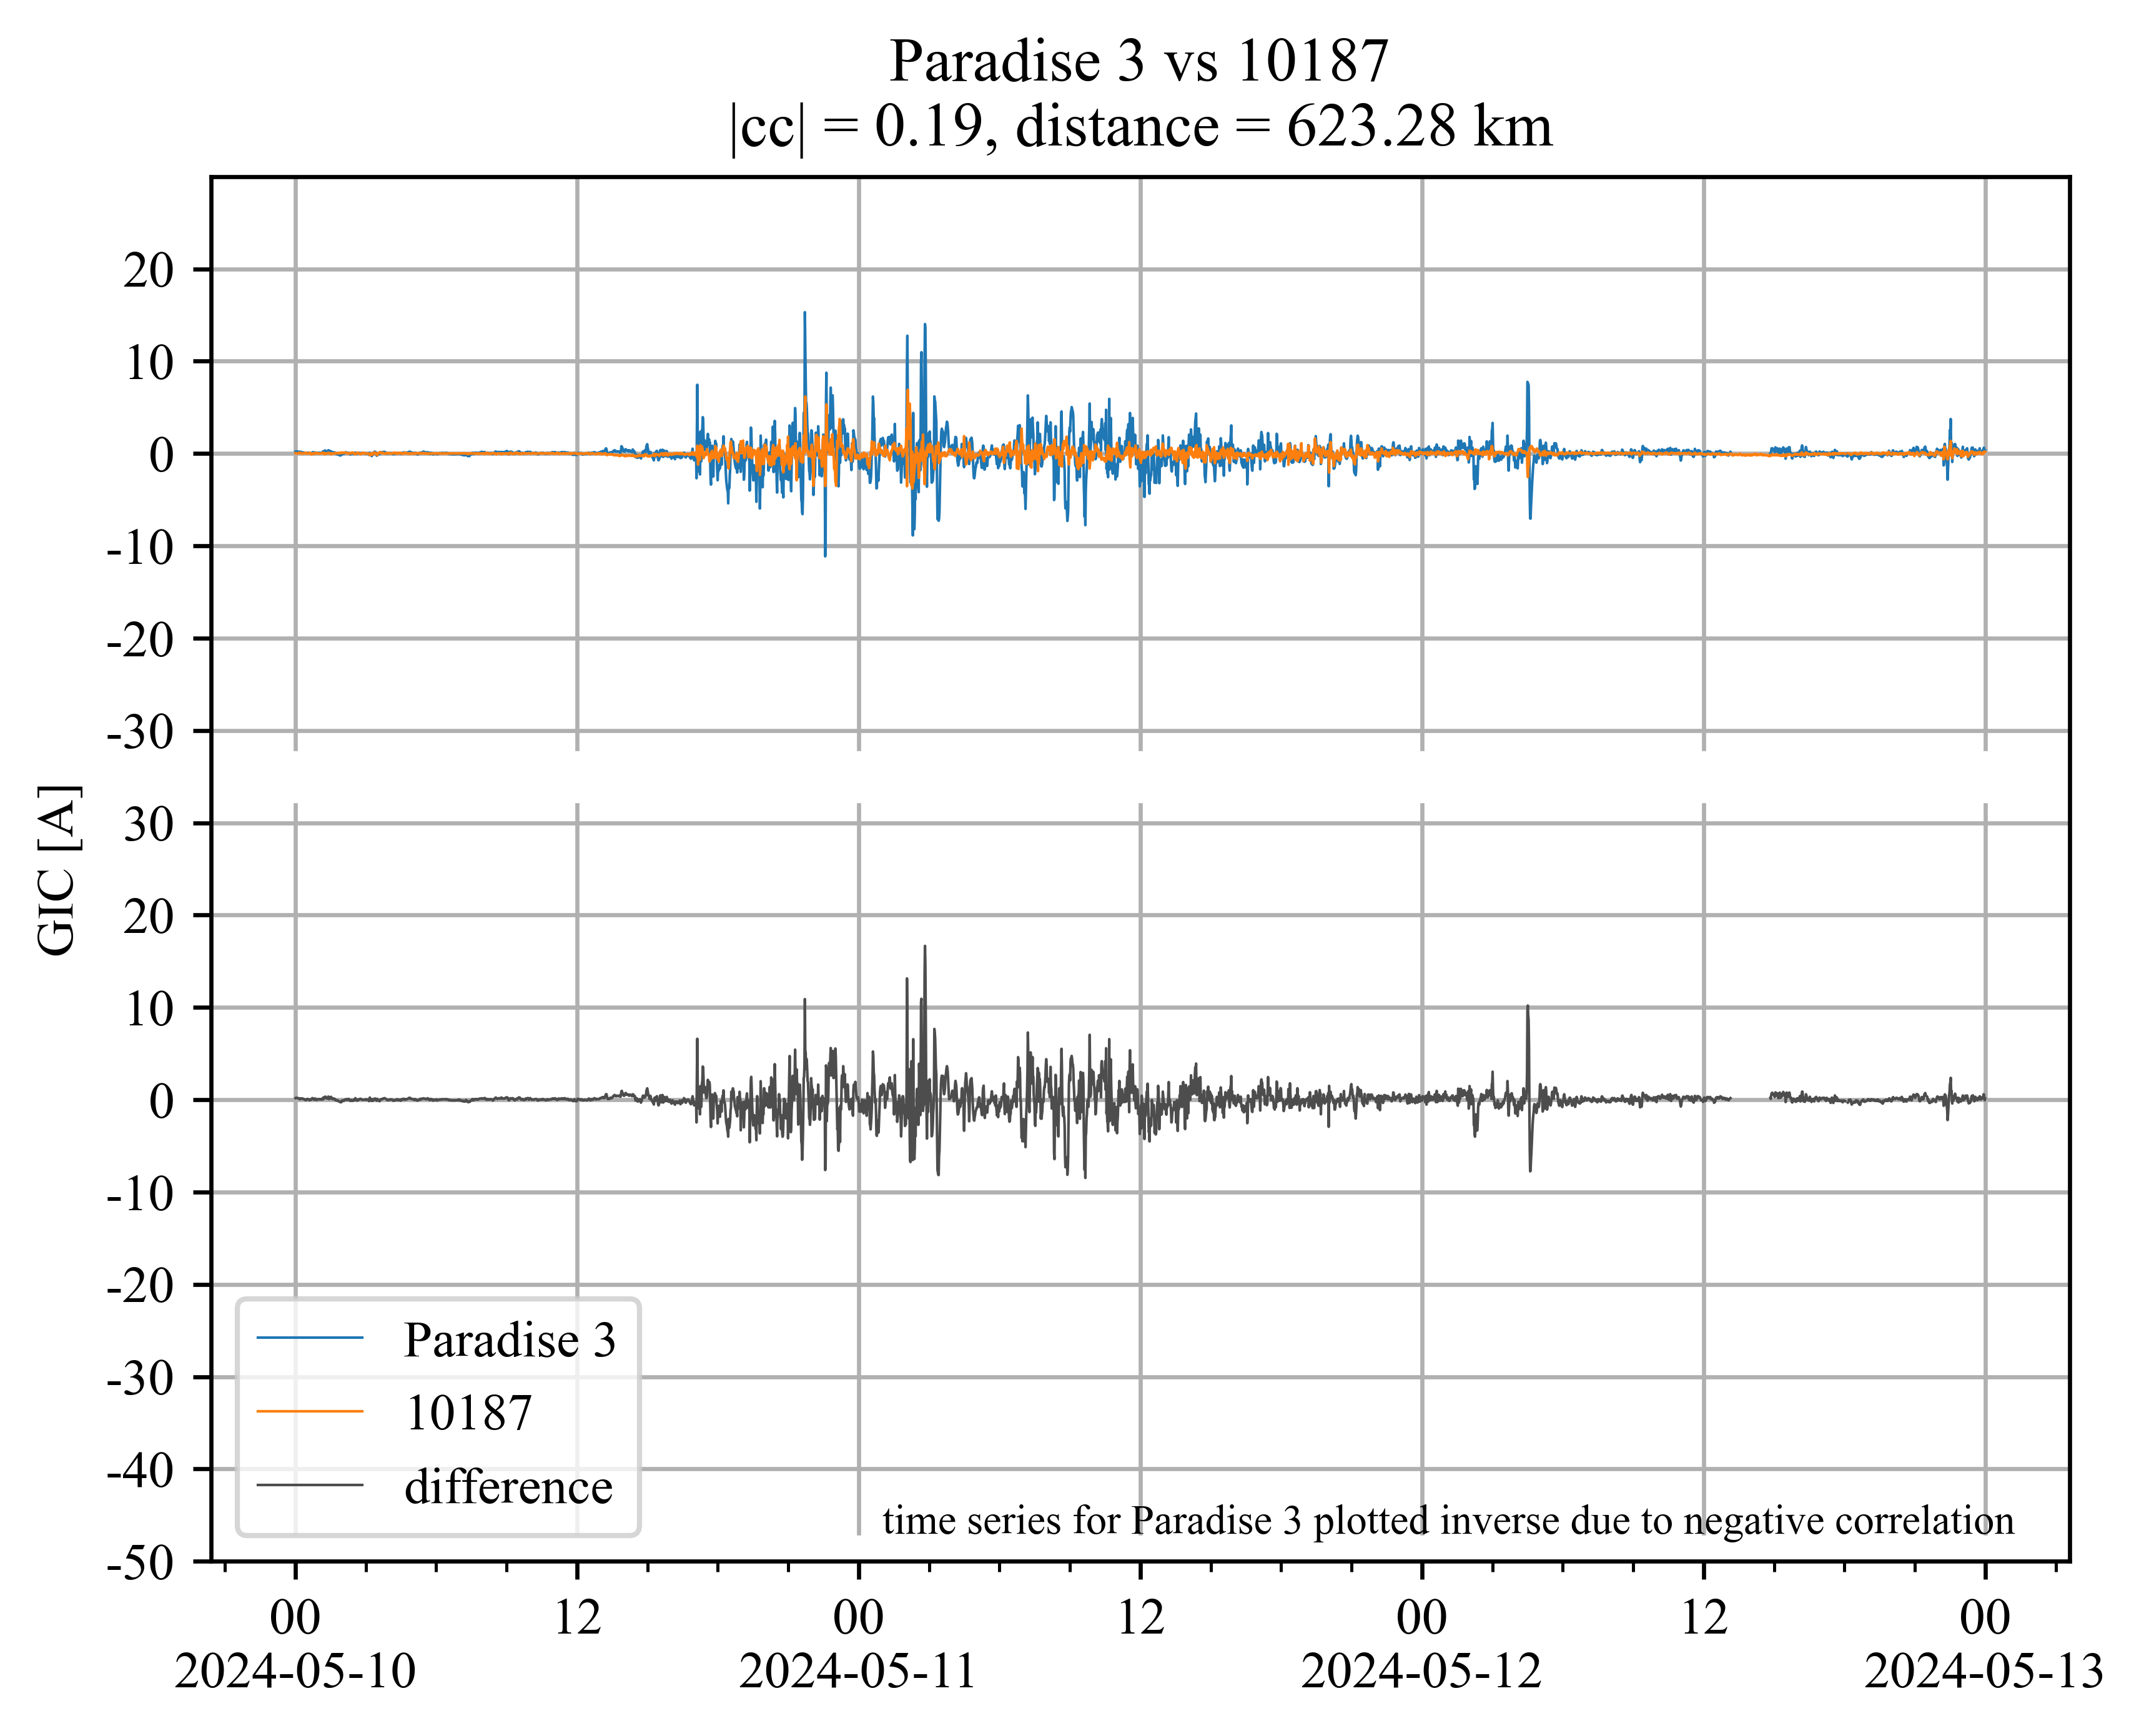 Paradise 3 vs 10187
|cc| = 0.19, distance = 623.28 km
GIC [A]
20
10
0
-10
-20
-30
30
20
10
0
-10
-20
-30
-40
-50
Paradise 3
10187
difference
time series for Paradise 3 plotted inverse due to negative correlation
00 12 00 12 00 12 00
2024-05-10 2024-05-11 2024-05-12 2024-05-13